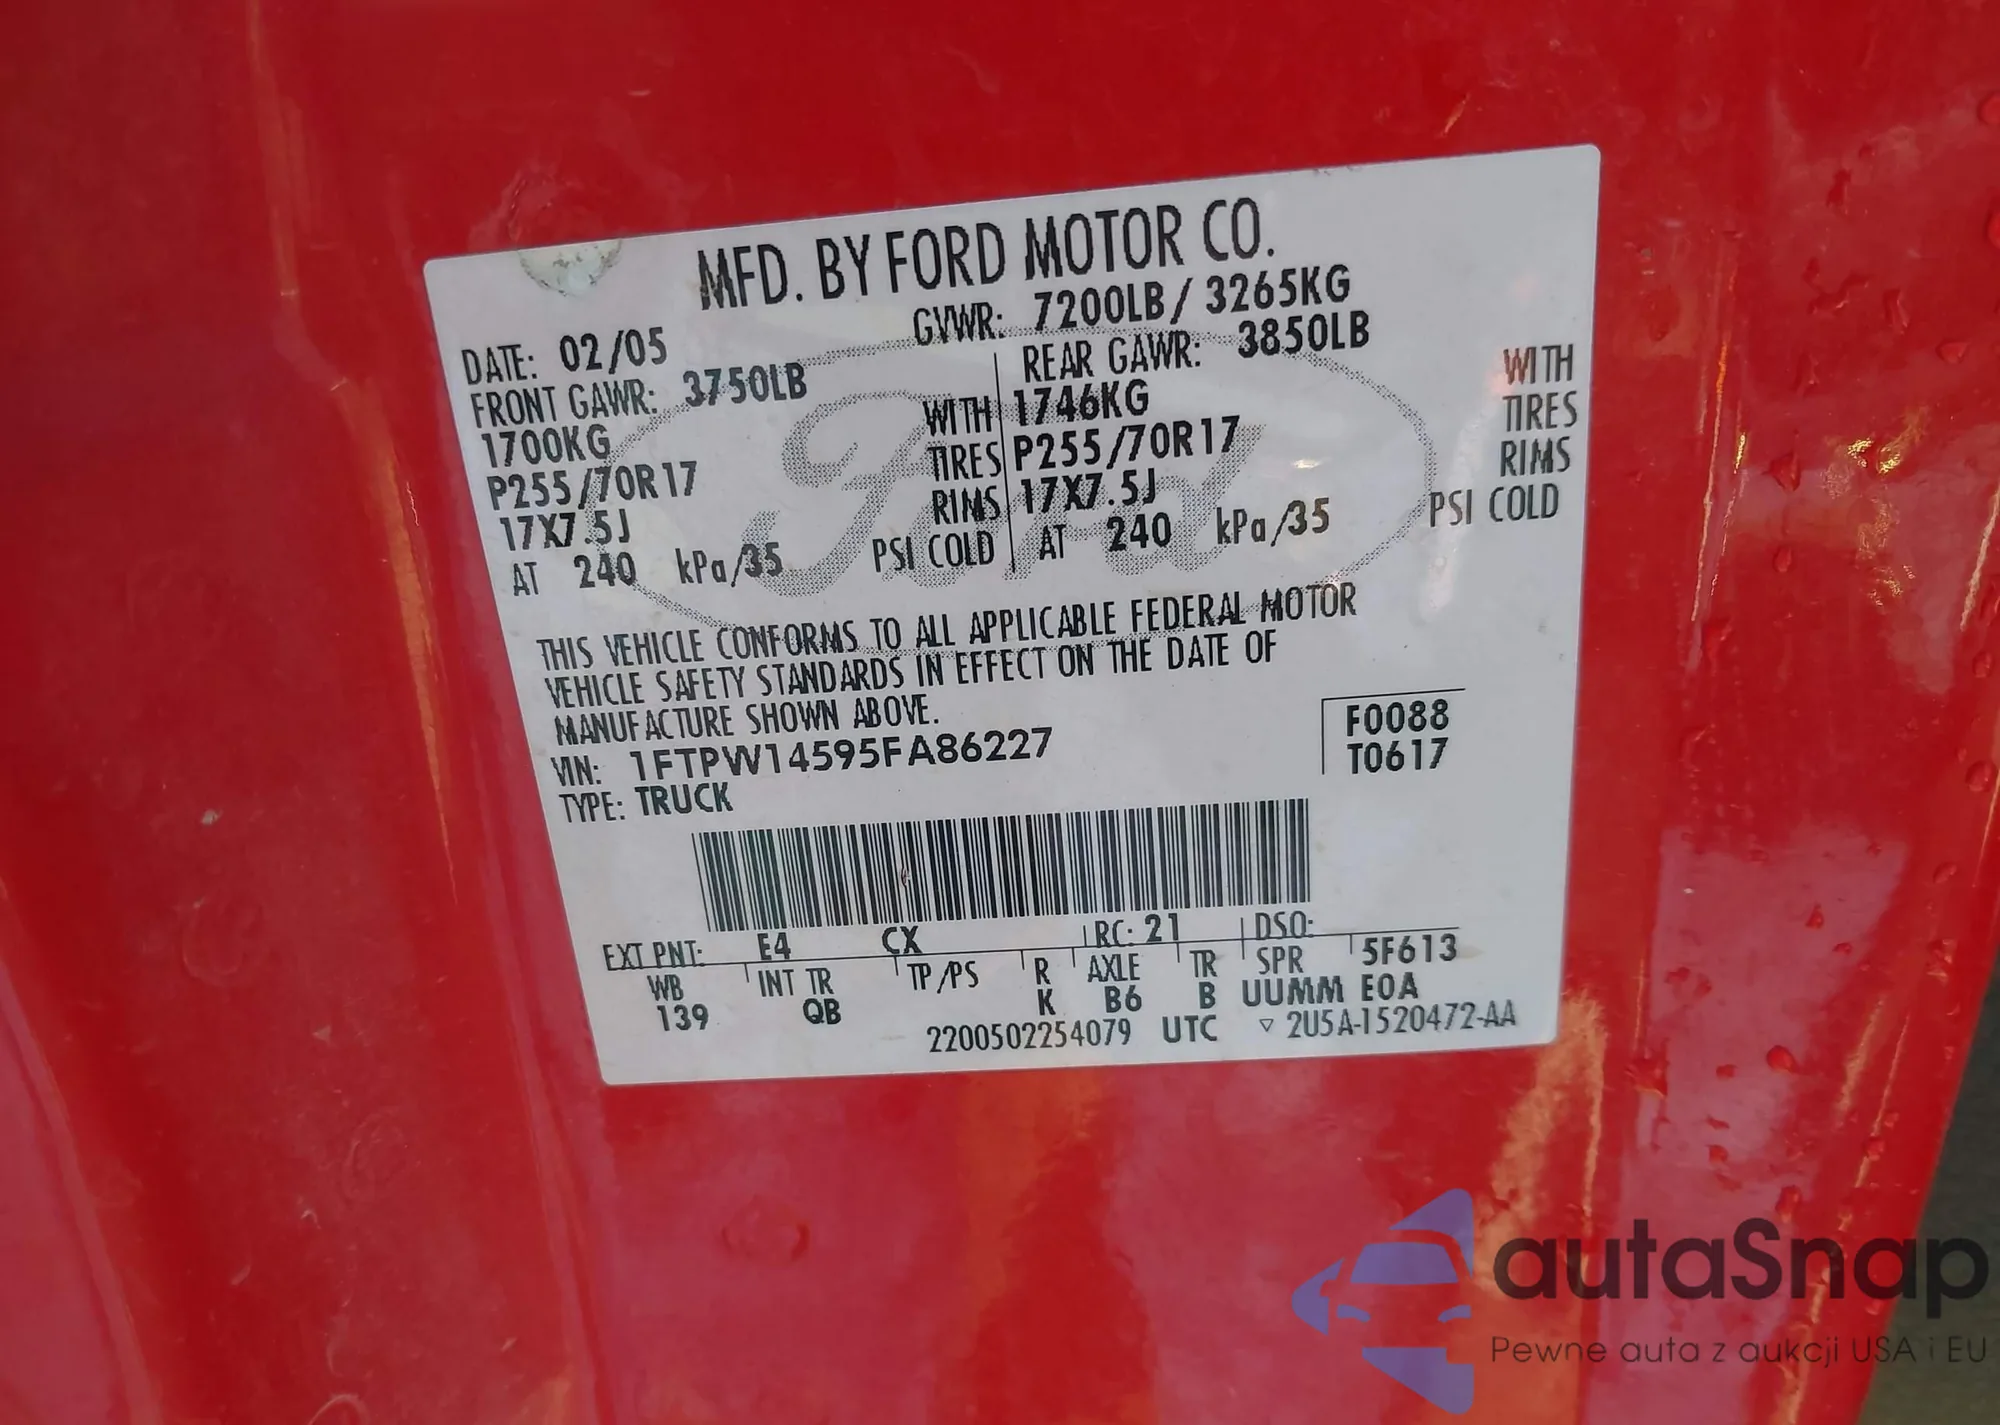 MFD. BY FORD MOTOR CO.
DATE: 02/05 GVWR: 7200LB/ 3265KG
FRONT GAWR: 3750LB REAR GAWR: 3850LB
1700KG WITH 1746KG WITH
P255/70R17 TIRES P255/70R17 TIRES
17X7.5J RIMS 17X7.5J RIMS
AT 240 kPa/35 PSI COLD AT 240 kPa/35 PSI COLD
Ford
THIS VEHICLE CONFORMS TO ALL APPLICABLE FEDERAL MOTOR
VEHICLE SAFETY STANDARDS IN EFFECT ON THE DATE OF
MANUFACTURE SHOWN ABOVE.
VIN: 1FTPW14595FA86227
TYPE: TRUCK
F0088
T0617
EXT PNT: E4 CX RC: 21 DSO:
WB INT TR TP/PS R AXLE TR SPR 5F613
139 QB K B6 B UUMM EOA
2200502254079 UTC ▽ 2U5A-1520472-AA
autaSnap
Pewne auta z aukcji USA i EU